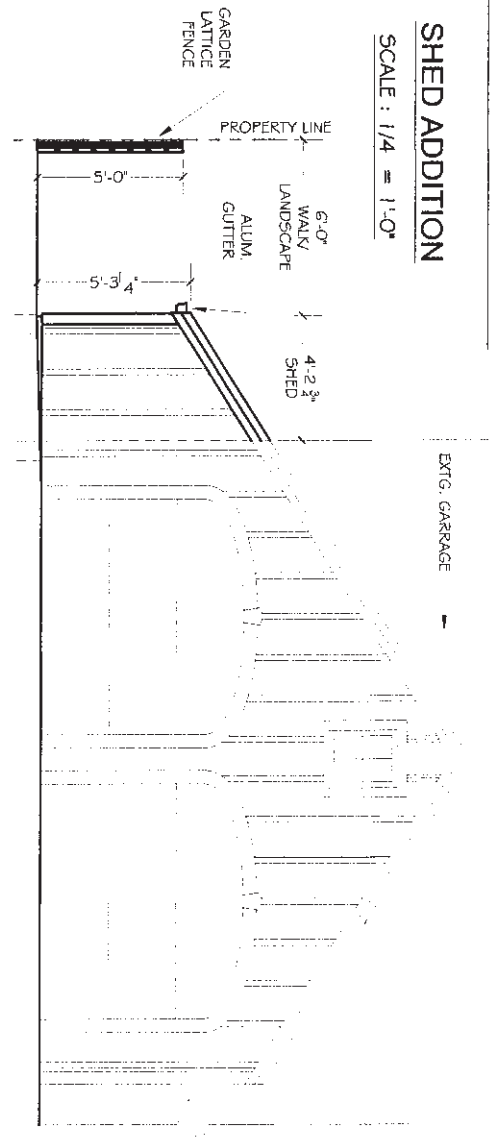 SHED ADDITION
SCALE : 1/4 = 1'-0"
GARDEN
LATTICE
FENCE
PROPERTY LINE
6'-0"
WALK/
LANDSCAPE
ALUM.
GUTTER
4'-2 3/4"
SHED
EXTG. GARRAGE
5'-0"
5'-3 1/4"